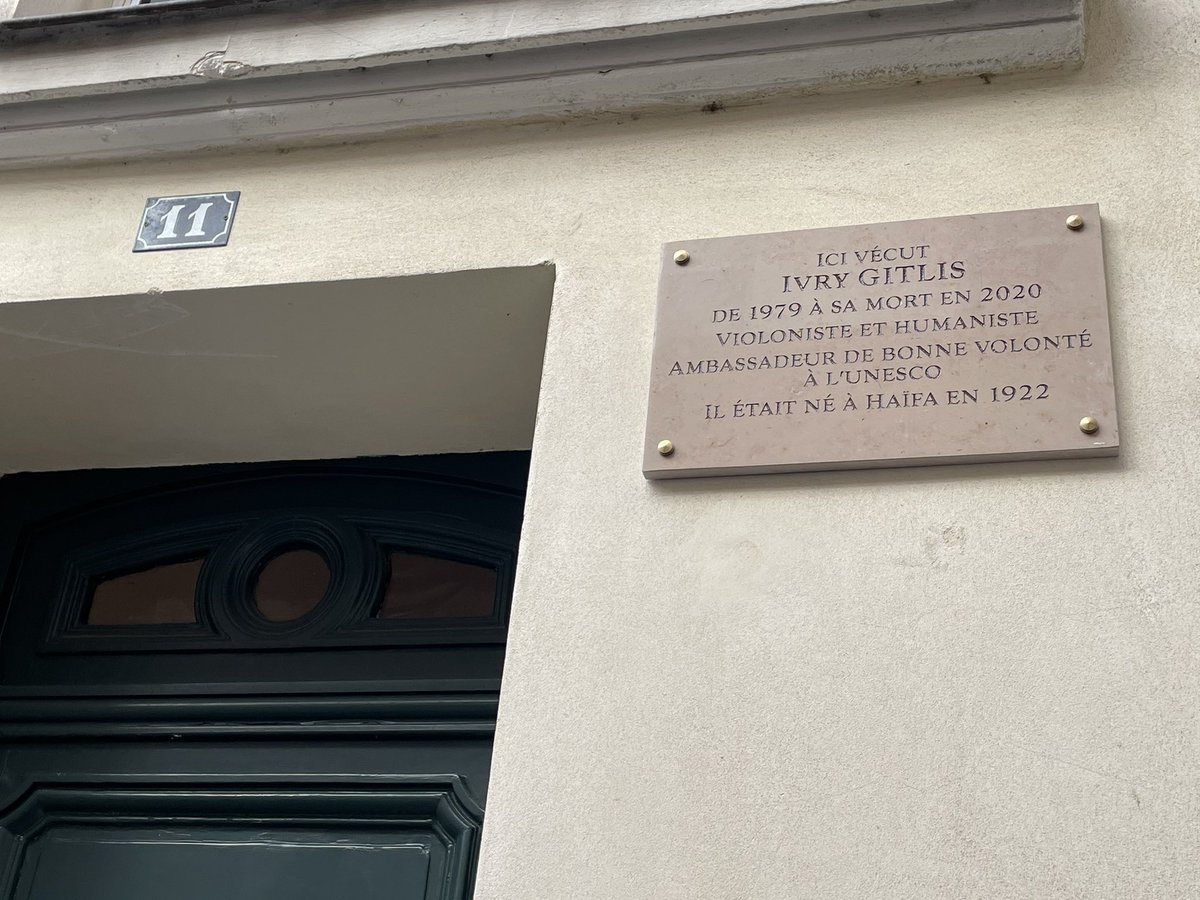 11
ICI VÉCUT
IVRY GITLIS
DE 1979 À SA MORT EN 2020
VIOLONISTE ET HUMANISTE
AMBASSADEUR DE BONNE VOLONTÉ
À L'UNESCO
IL ÉTAIT NÉ À HAÏFA EN 1922